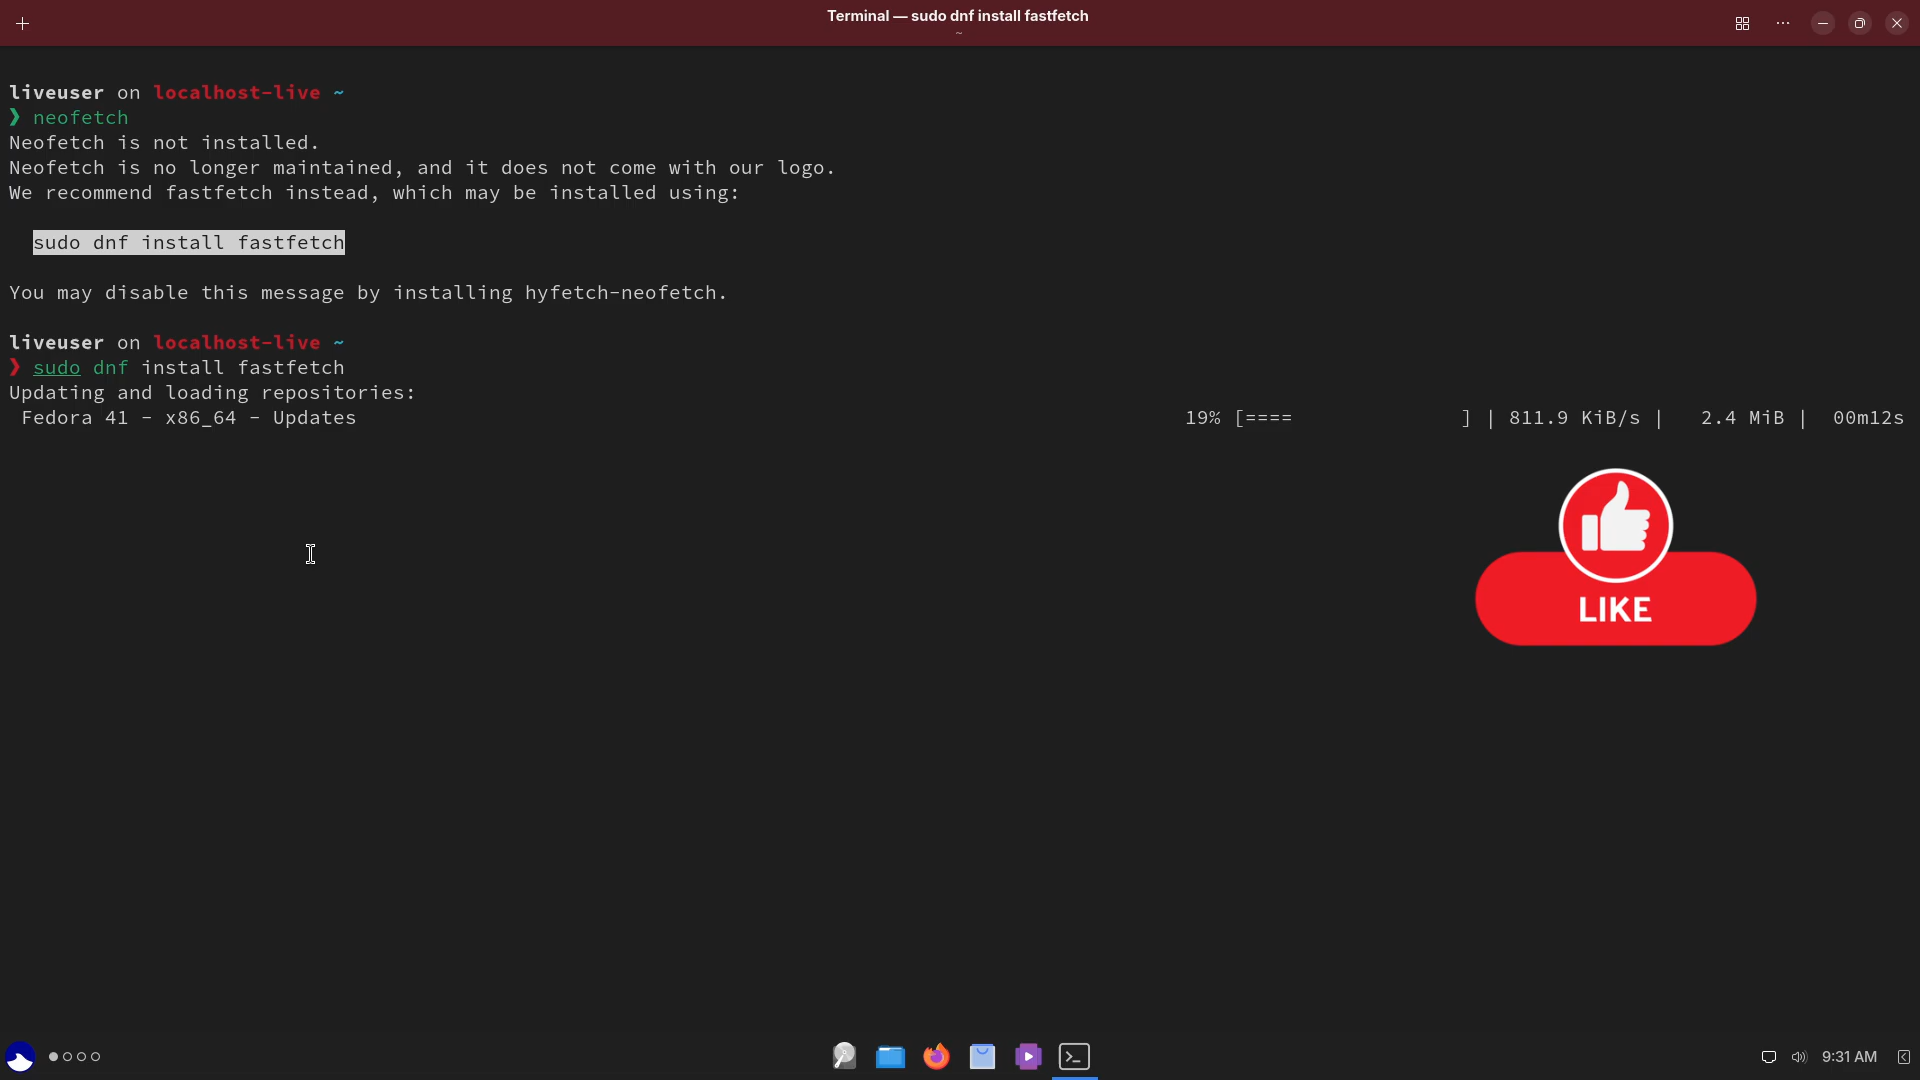 Terminal — sudo dnf install fastfetch
~
liveuser on localhost-live ~
❯ neofetch
Neofetch is not installed.
Neofetch is no longer maintained, and it does not come with our logo.
We recommend fastfetch instead, which may be installed using:
sudo dnf install fastfetch
You may disable this message by installing hyfetch-neofetch.
liveuser on localhost-live ~
❯ sudo dnf install fastfetch
Updating and loading repositories:
Fedora 41 - x86_64 - Updates 19% [==== ] | 811.9 KiB/s | 2.4 MiB | 00m12s
LIKE
9:31 AM